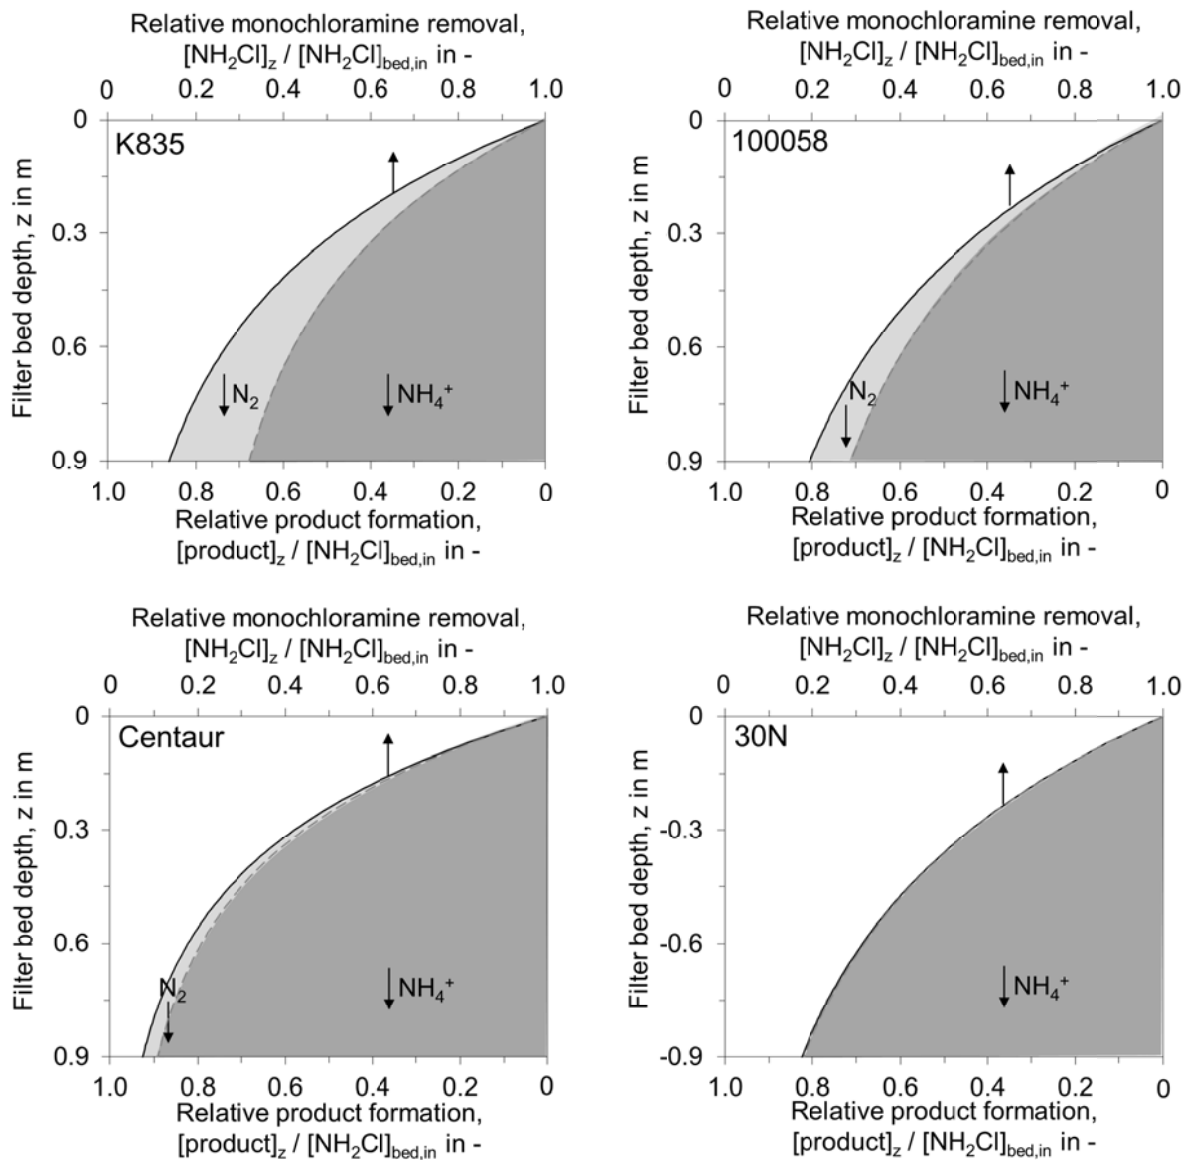 Relative monochloramine removal,
[NH₂Cl]z / [NH₂Cl]bed,in in -
0 0.2 0.4 0.6 0.8 1.0
K835
Filter bed depth, z in m
0
0.3
0.6
0.9
N₂
NH₄⁺
1.0 0.8 0.6 0.4 0.2 0
Relative product formation,
[product]z / [NH₂Cl]bed,in in -
Relative monochloramine removal,
[NH₂Cl]z / [NH₂Cl]bed,in in -
0 0.2 0.4 0.6 0.8 1.0
100058
Filter bed depth, z in m
0
0.3
0.6
0.9
N₂
NH₄⁺
1.0 0.8 0.6 0.4 0.2 0
Relative product formation,
[product]z / [NH₂Cl]bed,in in -
Relative monochloramine removal,
[NH₂Cl]z / [NH₂Cl]bed,in in -
0 0.2 0.4 0.6 0.8 1.0
Centaur
Filter bed depth, z in m
0
0.3
0.6
0.9
N₂
NH₄⁺
1.0 0.8 0.6 0.4 0.2 0
Relative product formation,
[product]z / [NH₂Cl]bed,in in -
Relative monochloramine removal,
[NH₂Cl]z / [NH₂Cl]bed,in in -
0 0.2 0.4 0.6 0.8 1.0
30N
Filter bed depth, z in m
0
-0.3
-0.6
-0.9
NH₄⁺
1.0 0.8 0.6 0.4 0.2 0
Relative product formation,
[product]z / [NH₂Cl]bed,in in -